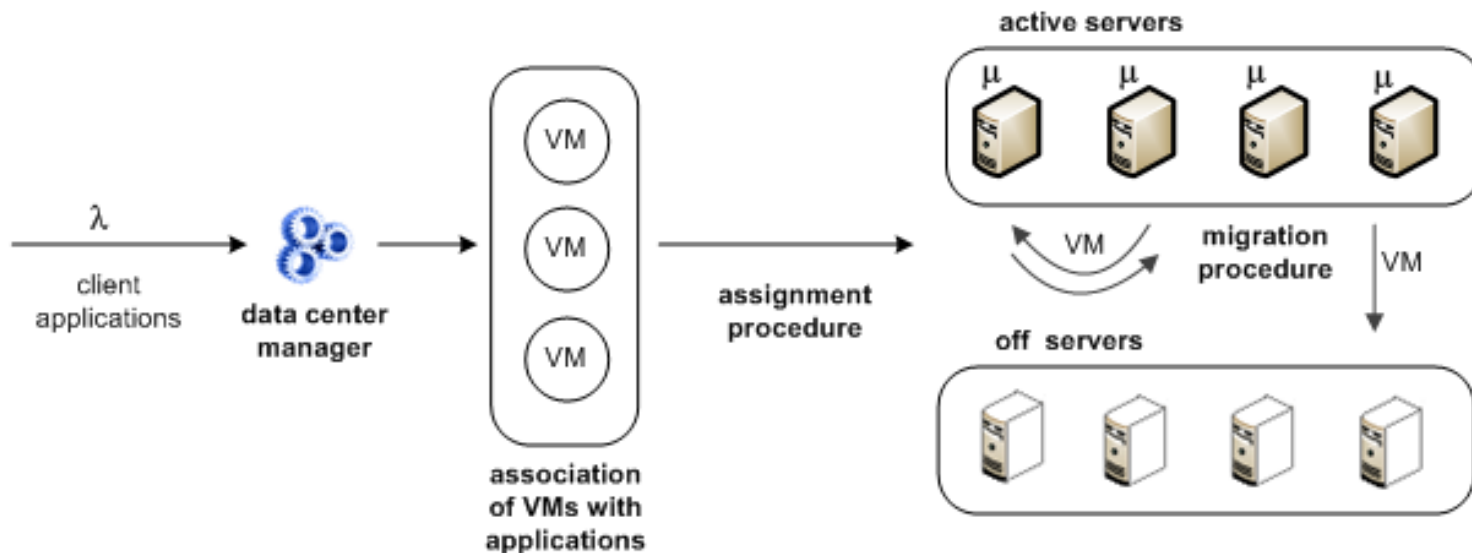 active servers
μ μ μ μ
VM VM VM
λ
client
applications
data center
manager
association
of VMs with
applications
assignment
procedure
VM
migration
procedure
VM
off servers